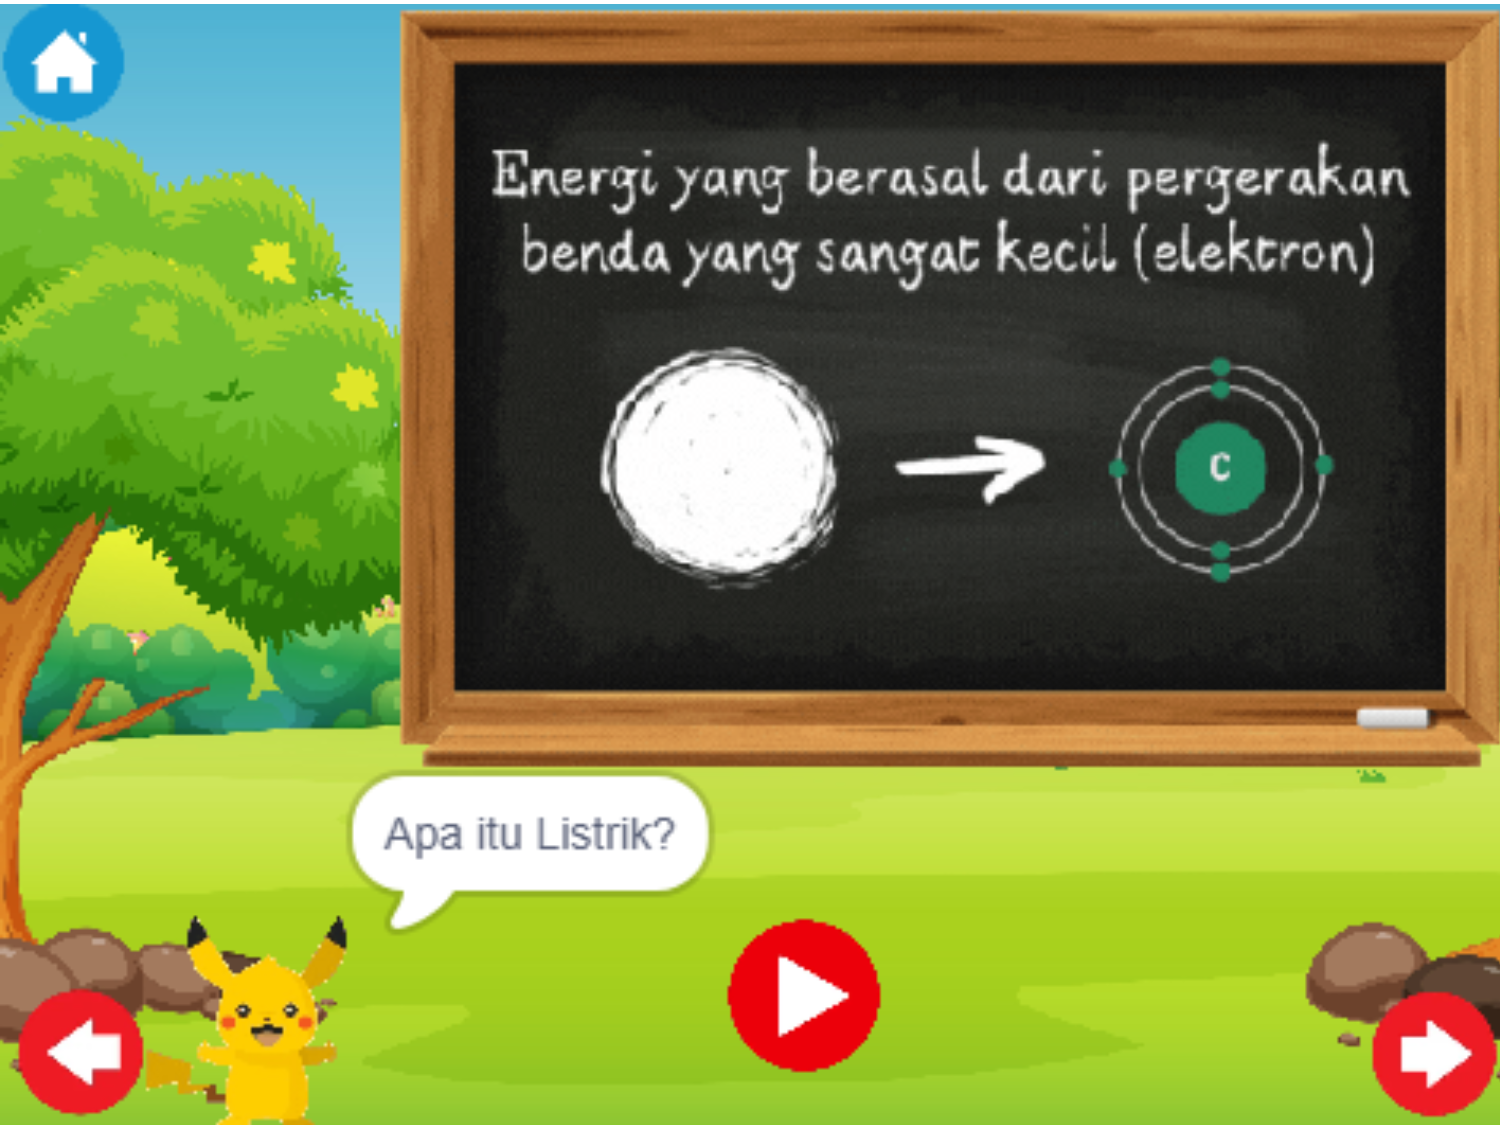 Energi yang berasal dari pergerakan
benda yang sangat kecil (elektron)
C
Apa itu Listrik?